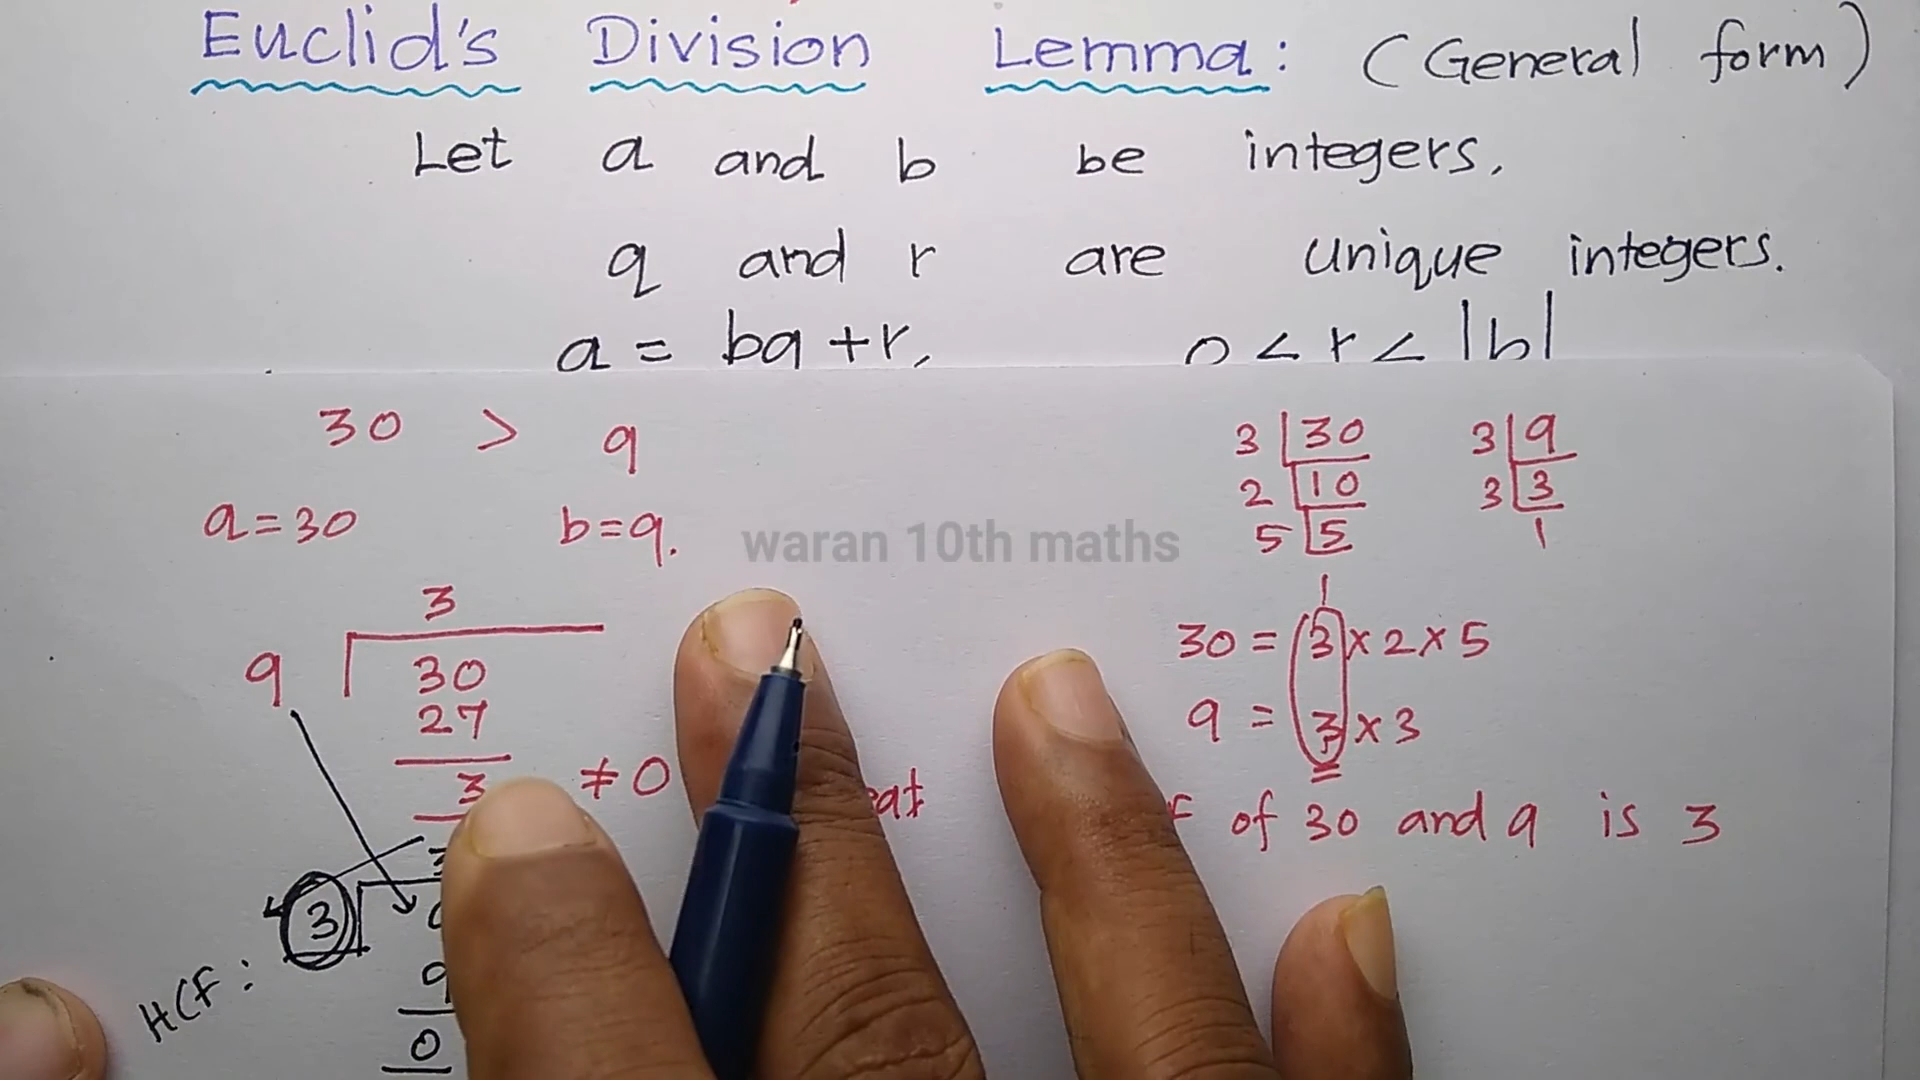 Euclid's Division Lemma: (General form)
Let a and b be integers.
q and r are unique integers.
a = bq + r, 0 < r < |b|
30 > 9
a = 30 b = 9.
waran 10th maths
3
9 30
27
3 ≠ 0
3
9
0
HCF :
3 30
2 10
5 5
1
3 9
3 3
1
30 = 3 × 2 × 5
9 = 3 × 3
of 30 and 9 is 3